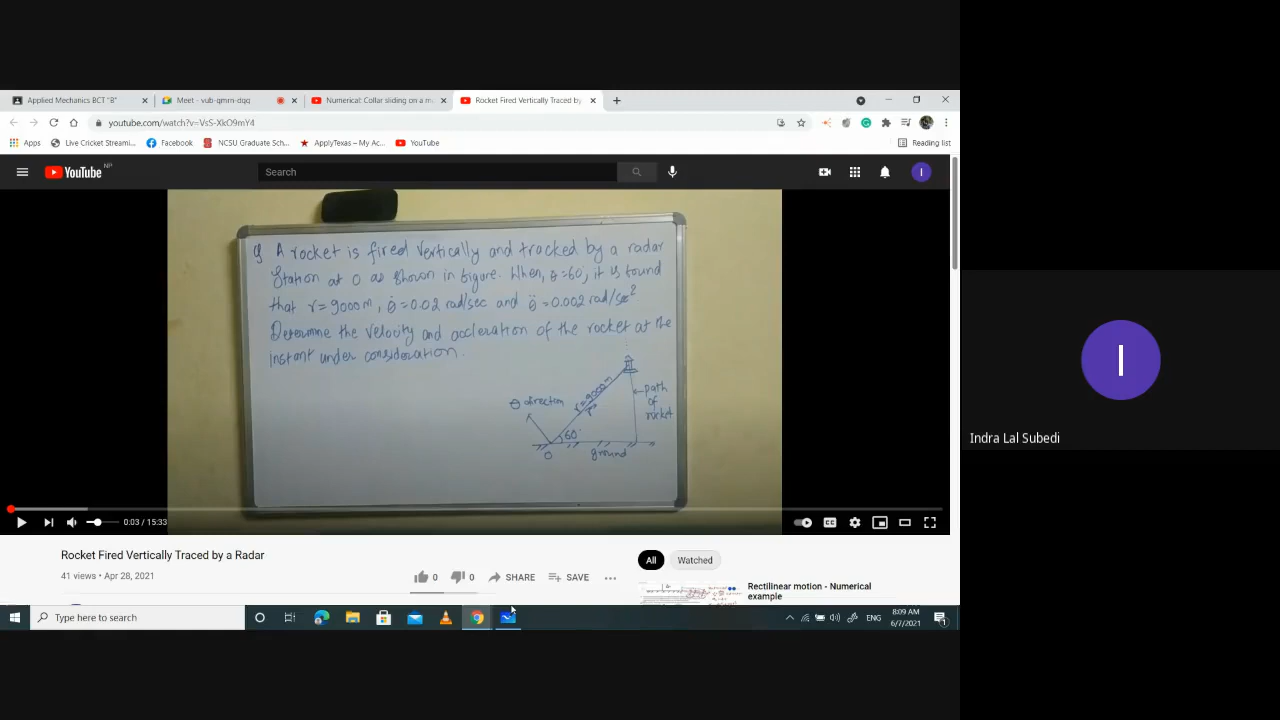 Applied Mechanics BCT "B"
Meet - vub-qmrn-dqq
Numerical: Collar sliding on a m
Rocket Fired Vertically Traced by
youtube.com/watch?v=VsS-XkO9mY4
Apps
Live Cricket Streami...
Facebook
NCSU Graduate Sch...
ApplyTexas – My Ac...
YouTube
Reading list
YouTube NP
Search
I
Q A rocket is fired vertically and tracked by a radar
Station at O as shown in figure. When, θ=60°, it is found
that r=9000m, θ̇=0.02 rad/sec and θ̈=0.002 rad/sec²
Determine the velocity and accleration of the rocket at the
instant under consideration.
θ direction
r=9000 m
r
path
of
rocket
60°
O
ground
0:03 / 15:33
CC
Rocket Fired Vertically Traced by a Radar
41 views • Apr 28, 2021
0
0
SHARE
SAVE
All
Watched
Rectilinear motion - Numerical
example
Type here to search
ENG
8:09 AM
6/7/2021
1
I
Indra Lal Subedi